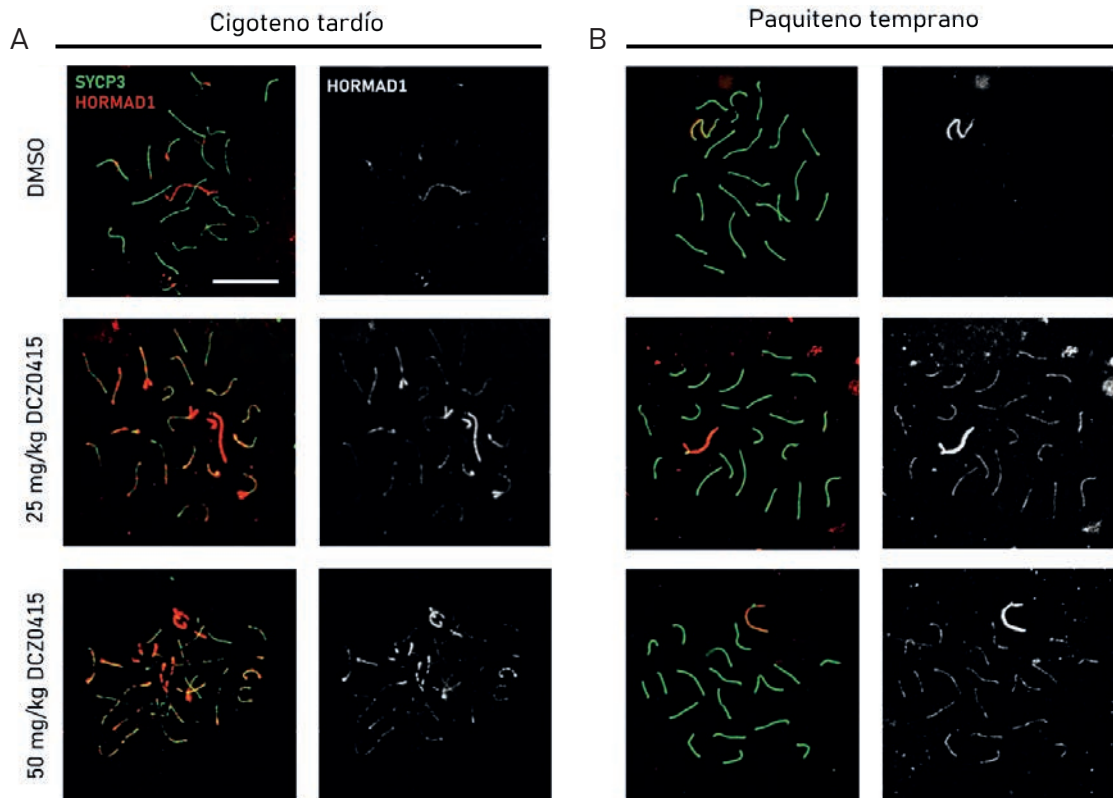 A
Cigoteno tardío
B
Paquiteno temprano
DMSO
SYCP3
HORMAD1
HORMAD1
25 mg/kg DCZ0415
50 mg/kg DCZ0415